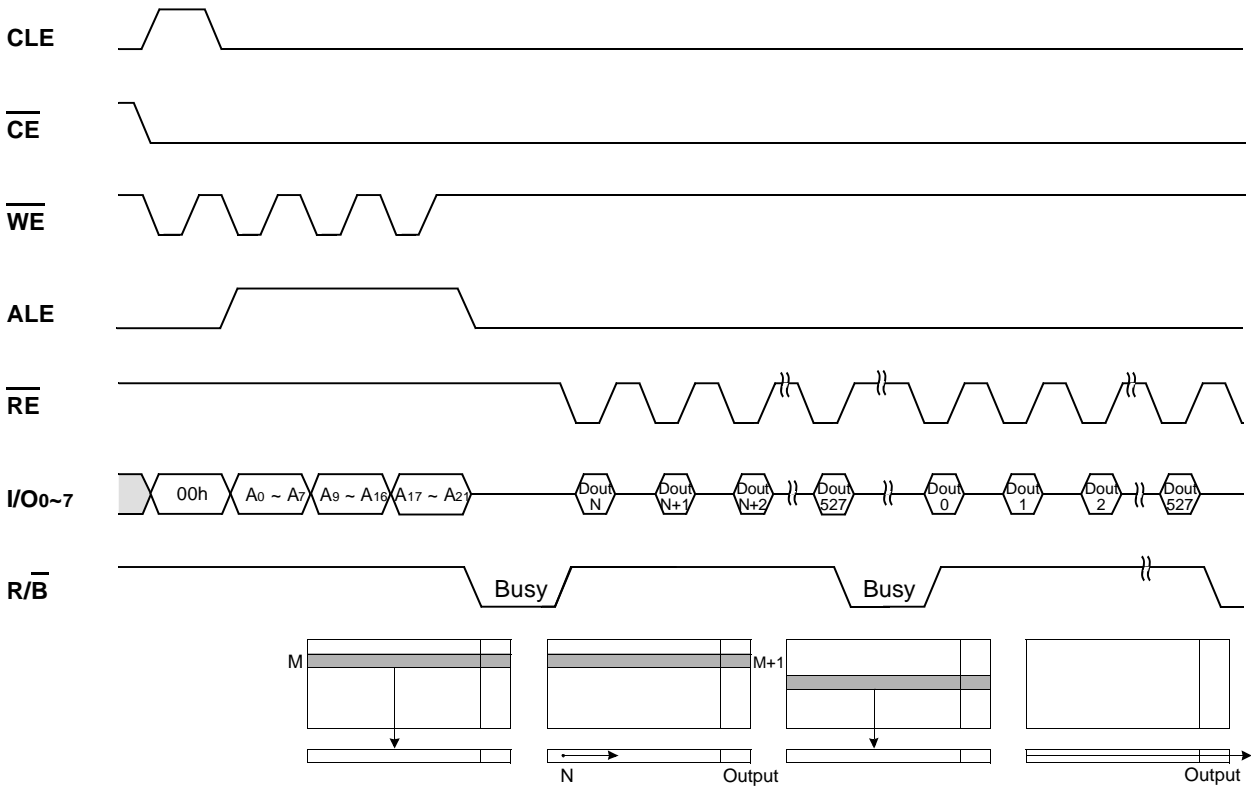 CLE
CE
WE
ALE
RE
I/O0~7 00h A0 ~ A7 A9 ~ A16 A17 ~ A21 Dout N Dout N+1 Dout N+2 Dout 527 Dout 0 Dout 1 Dout 2 Dout 527
R/B Busy Busy
M M+1
N Output Output